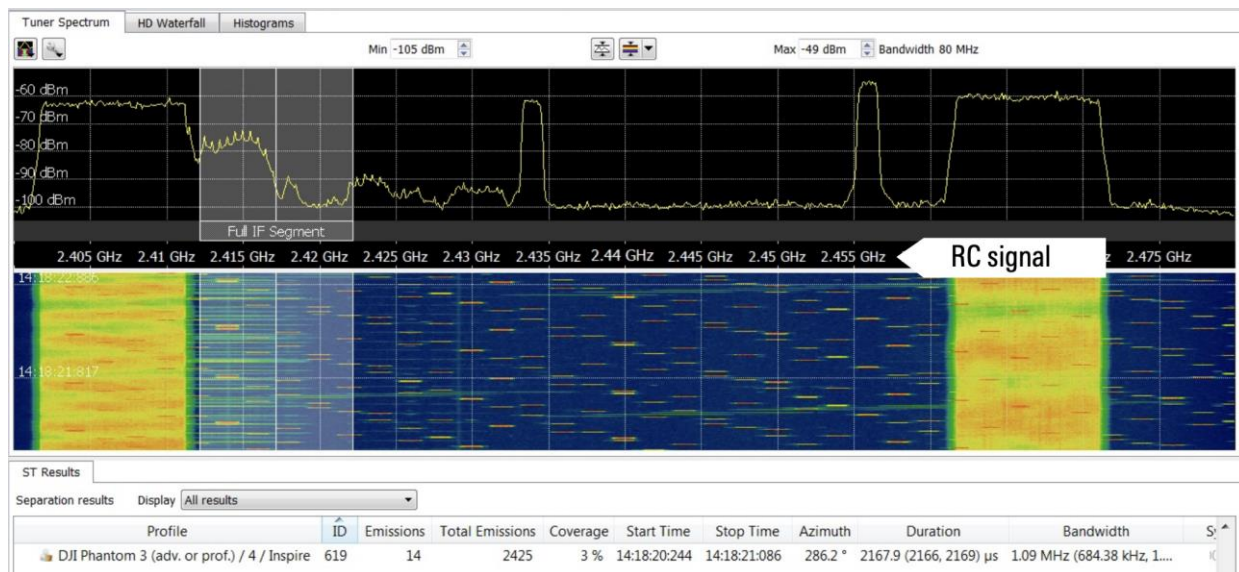 Tuner Spectrum HD Waterfall Histograms
Min -105 dBm Max -49 dBm Bandwidth 80 MHz
-60 dBm
-70 dBm
-80 dBm
-90 dBm
-100 dBm
Full IF Segment
2.405 GHz 2.41 GHz 2.415 GHz 2.42 GHz 2.425 GHz 2.43 GHz 2.435 GHz 2.44 GHz 2.445 GHz 2.45 GHz 2.455 GHz RC signal 2.475 GHz
14:18:22:886
14:18:21:817
ST Results
Separation results Display All results
Profile ID Emissions Total Emissions Coverage Start Time Stop Time Azimuth Duration Bandwidth
DJI Phantom 3 (adv. or prof.) / 4 / Inspire 619 14 2425 3 % 14:18:20:244 14:18:21:086 286.2 ° 2167.9 (2166, 2169) µs 1.09 MHz (684.38 kHz, 1....